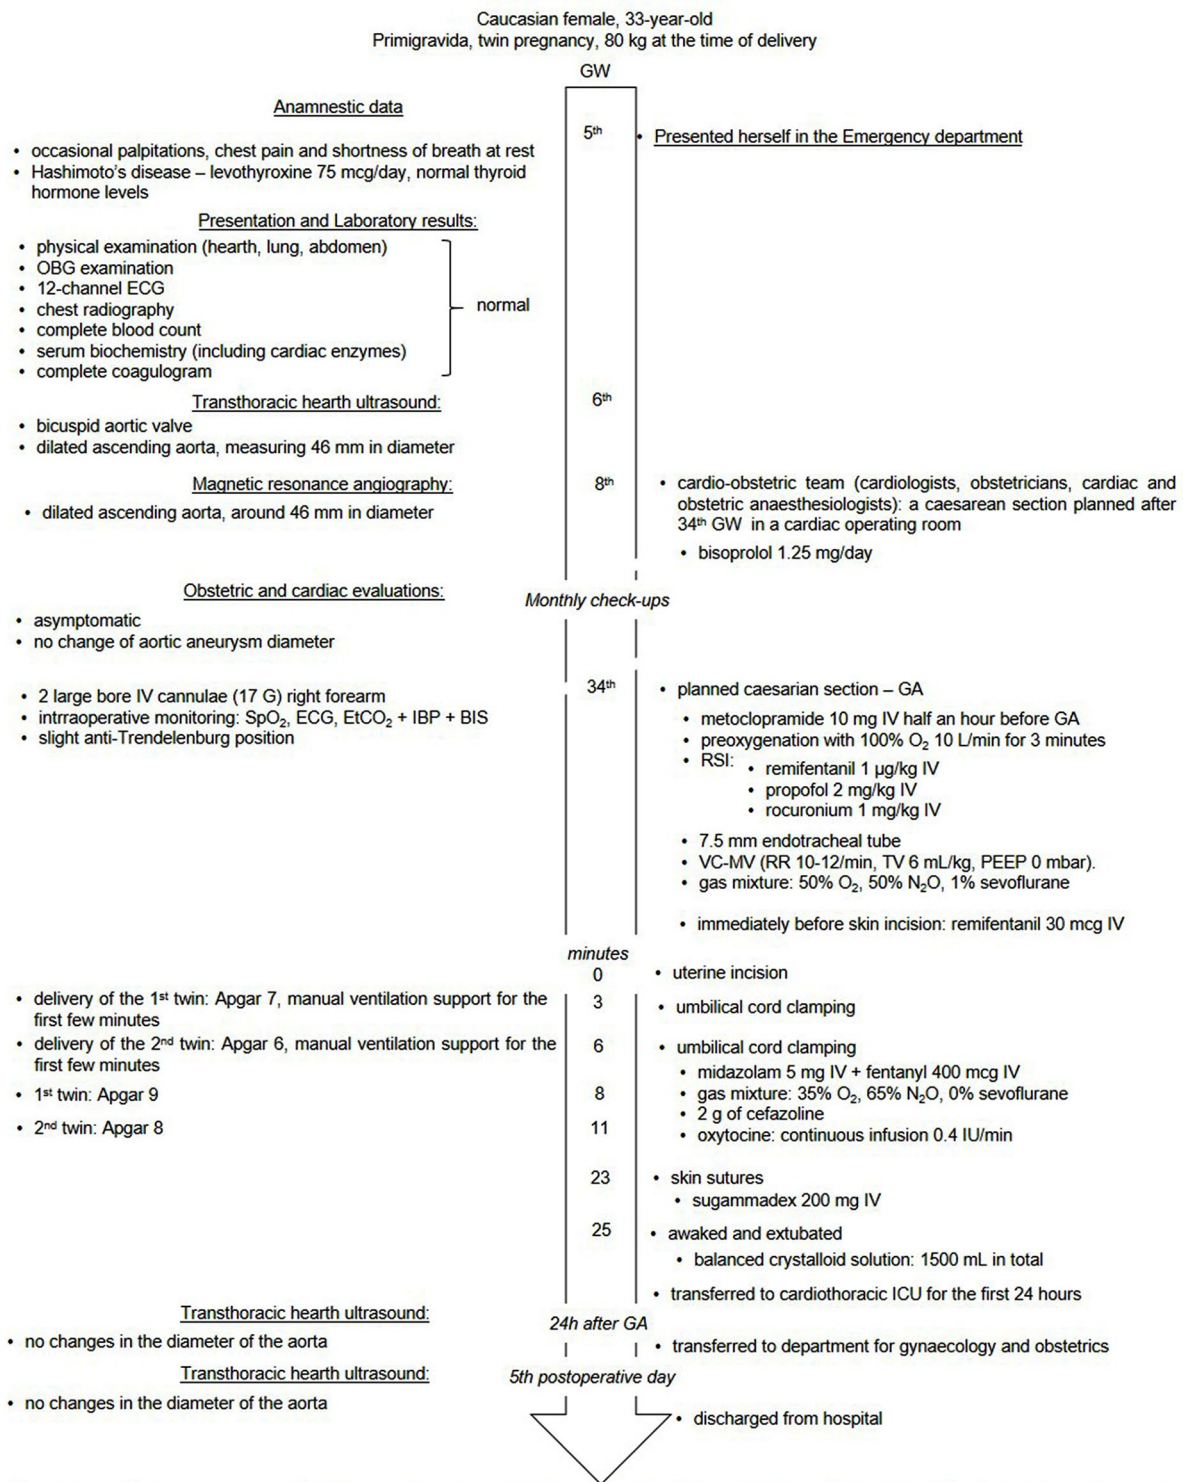 Caucasian female, 33-year-old
Primigravida, twin pregnancy, 80 kg at the time of delivery
GW
Anamnestic data
5th
• Presented herself in the Emergency department
• occasional palpitations, chest pain and shortness of breath at rest
• Hashimoto's disease – levothyroxine 75 mcg/day, normal thyroid
hormone levels
Presentation and Laboratory results:
• physical examination (hearth, lung, abdomen)
• OBG examination
• 12-channel ECG
• chest radiography
• complete blood count
• serum biochemistry (including cardiac enzymes)
• complete coagulogram
normal
Transthoracic hearth ultrasound:
6th
• bicuspid aortic valve
• dilated ascending aorta, measuring 46 mm in diameter
Magnetic resonance angiography:
• dilated ascending aorta, around 46 mm in diameter
8th
• cardio-obstetric team (cardiologists, obstetricians, cardiac and
obstetric anaesthesiologists): a caesarean section planned after
34th GW in a cardiac operating room
• bisoprolol 1.25 mg/day
Obstetric and cardiac evaluations:
Monthly check-ups
• asymptomatic
• no change of aortic aneurysm diameter
34th
• 2 large bore IV cannulae (17 G) right forearm
• intrraoperative monitoring: SpO2, ECG, EtCO2 + IBP + BIS
• slight anti-Trendelenburg position
• planned caesarian section – GA
• metoclopramide 10 mg IV half an hour before GA
• preoxygenation with 100% O2 10 L/min for 3 minutes
• RSI:
• remifentanil 1 µg/kg IV
• propofol 2 mg/kg IV
• rocuronium 1 mg/kg IV
• 7.5 mm endotracheal tube
• VC-MV (RR 10-12/min, TV 6 mL/kg, PEEP 0 mbar).
• gas mixture: 50% O2, 50% N2O, 1% sevoflurane
• immediately before skin incision: remifentanil 30 mcg IV
minutes
0
• uterine incision
• delivery of the 1st twin: Apgar 7, manual ventilation support for the
first few minutes
3
• umbilical cord clamping
• delivery of the 2nd twin: Apgar 6, manual ventilation support for the
first few minutes
6
• umbilical cord clamping
• midazolam 5 mg IV + fentanyl 400 mcg IV
• 1st twin: Apgar 9
8
• gas mixture: 35% O2, 65% N2O, 0% sevoflurane
• 2 g of cefazoline
• 2nd twin: Apgar 8
11
• oxytocine: continuous infusion 0.4 IU/min
23
• skin sutures
• sugammadex 200 mg IV
25
• awaked and extubated
• balanced crystalloid solution: 1500 mL in total
• transferred to cardiothoracic ICU for the first 24 hours
Transthoracic hearth ultrasound:
24h after GA
• no changes in the diameter of the aorta
• transferred to department for gynaecology and obstetrics
Transthoracic hearth ultrasound:
5th postoperative day
• no changes in the diameter of the aorta
• discharged from hospital